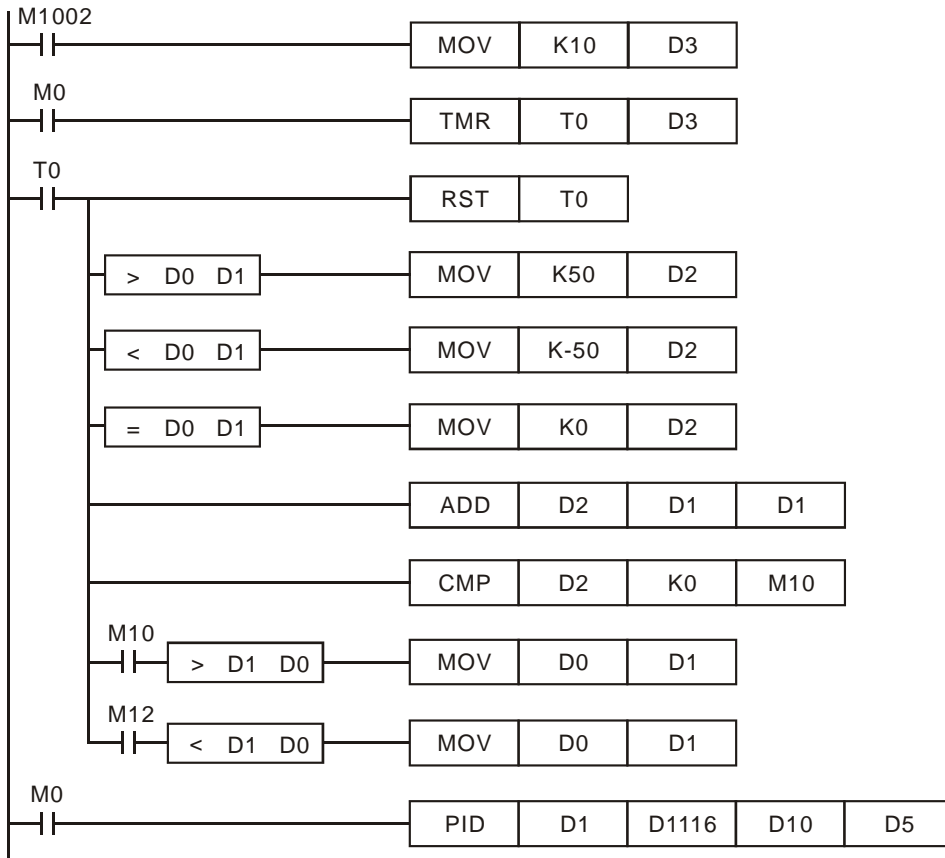 M1002
MOV K10 D3
M0
TMR T0 D3
T0
RST T0
> D0 D1 MOV K50 D2
< D0 D1 MOV K-50 D2
= D0 D1 MOV K0 D2
ADD D2 D1 D1
CMP D2 K0 M10
M10
> D1 D0 MOV D0 D1
M12
< D1 D0 MOV D0 D1
M0
PID D1 D1116 D10 D5